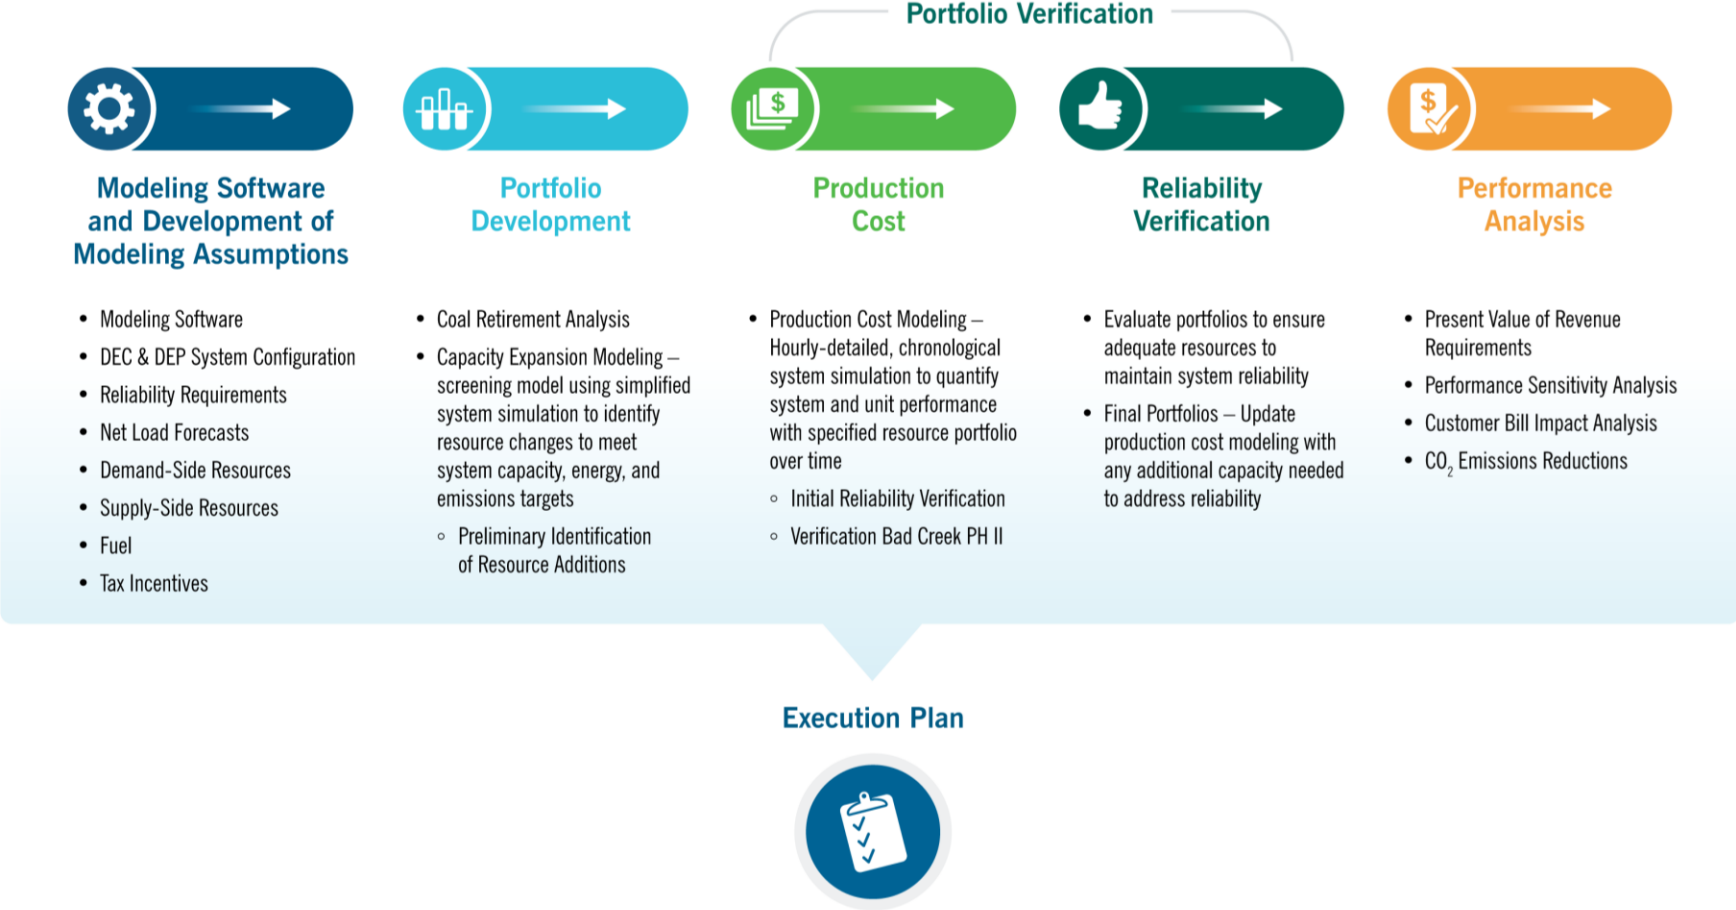 Portfolio Verification
Modeling Software
and Development of
Modeling Assumptions
• Modeling Software
• DEC & DEP System Configuration
• Reliability Requirements
• Net Load Forecasts
• Demand-Side Resources
• Supply-Side Resources
• Fuel
• Tax Incentives
Portfolio
Development
• Coal Retirement Analysis
• Capacity Expansion Modeling –
screening model using simplified
system simulation to identify
resource changes to meet
system capacity, energy, and
emissions targets
◦ Preliminary Identification
of Resource Additions
$
Production
Cost
• Production Cost Modeling –
Hourly-detailed, chronological
system simulation to quantify
system and unit performance
with specified resource portfolio
over time
◦ Initial Reliability Verification
◦ Verification Bad Creek PH II
Reliability
Verification
• Evaluate portfolios to ensure
adequate resources to
maintain system reliability
• Final Portfolios – Update
production cost modeling with
any additional capacity needed
to address reliability
$
Performance
Analysis
• Present Value of Revenue
Requirements
• Performance Sensitivity Analysis
• Customer Bill Impact Analysis
• CO₂ Emissions Reductions
Execution Plan